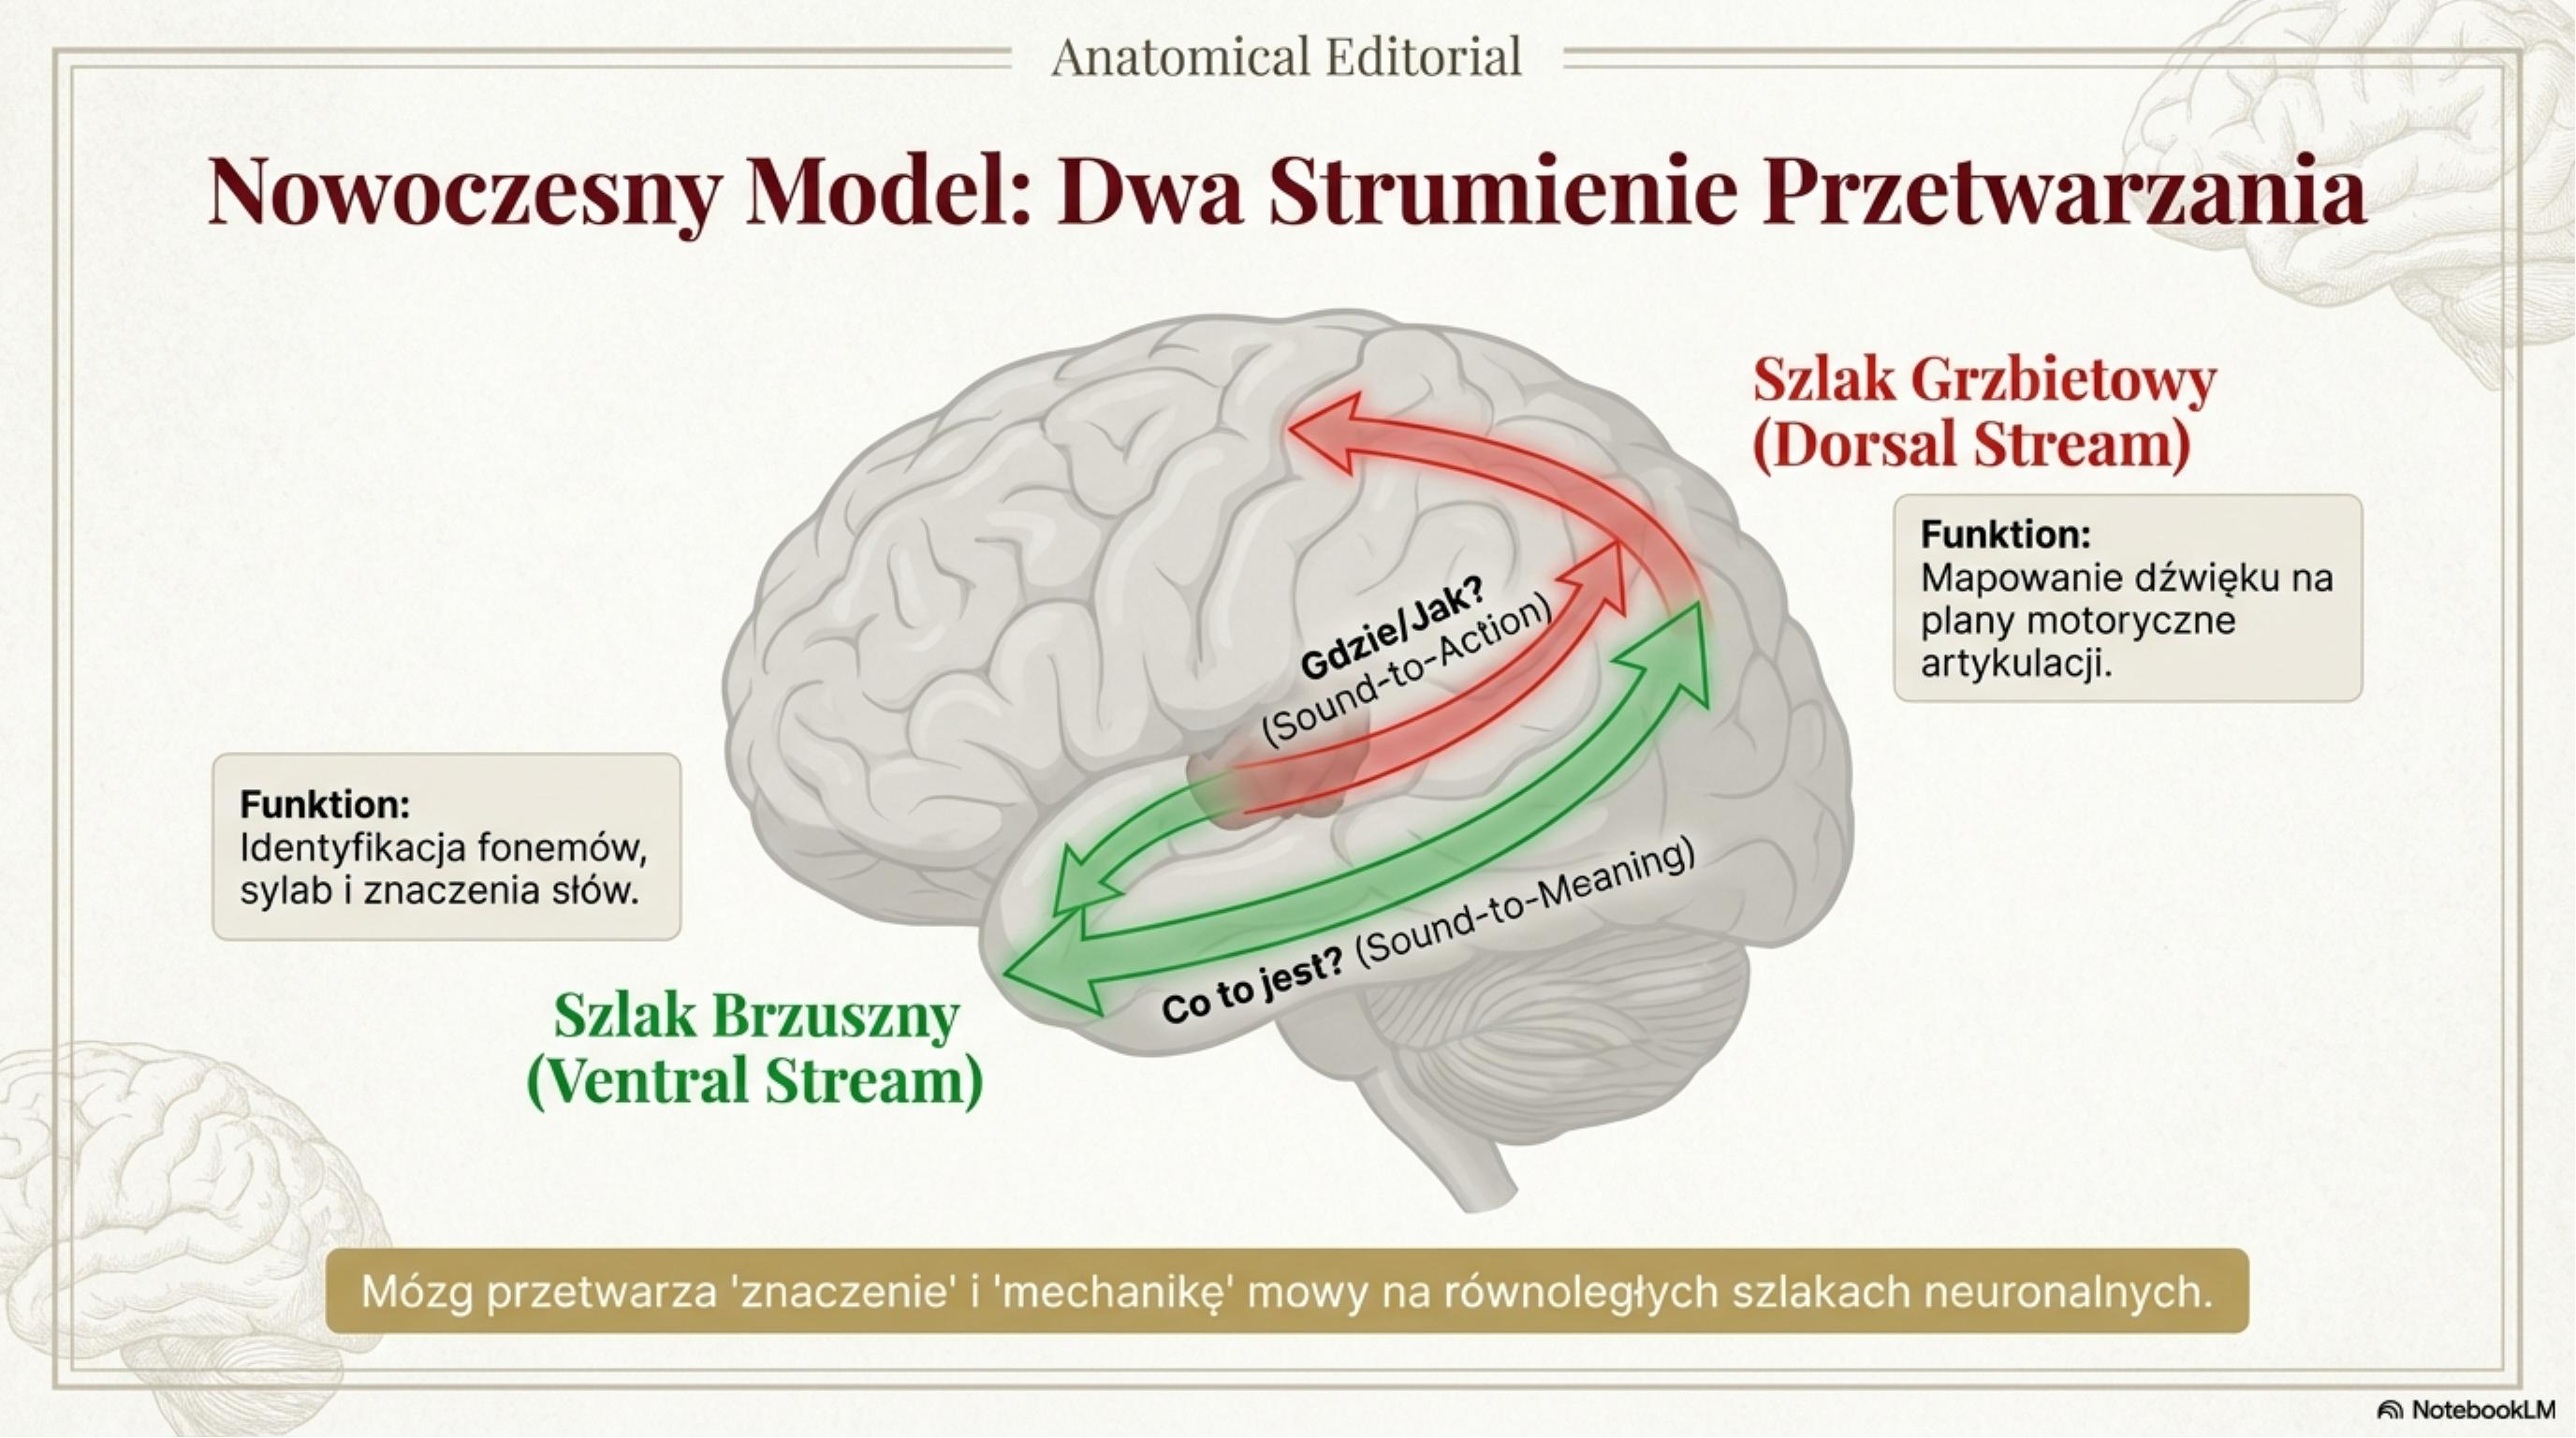 Anatomical Editorial
Nowoczesny Model: Dwa Strumienie Przetwarzania
Szlak Grzbietowy
(Dorsal Stream)
Funktion:
Mapowanie dźwięku na
plany motoryczne
artykulacji.
Gdzie/Jak?
(Sound-to-Action)
Funktion:
Identyfikacja fonemów,
sylab i znaczenia słów.
Co to jest? (Sound-to-Meaning)
Szlak Brzuszny
(Ventral Stream)
Mózg przetwarza 'znaczenie' i 'mechanikę' mowy na równoległych szlakach neuronalnych.
NotebookLM